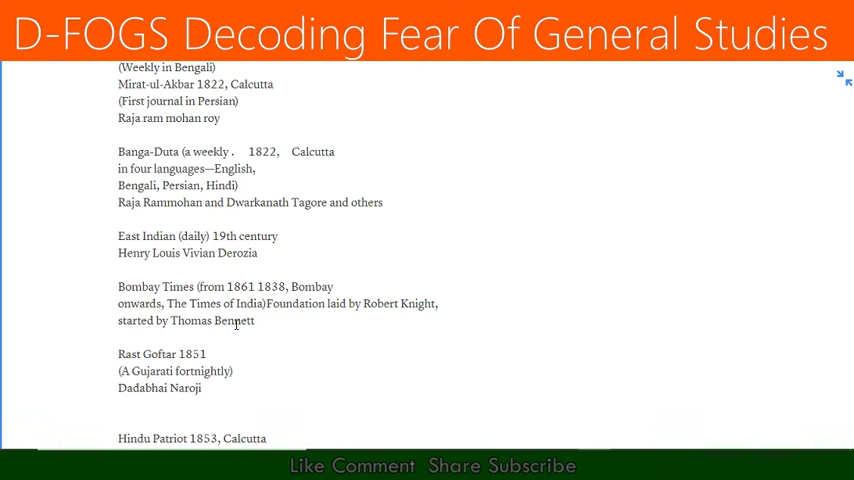 D-FOGS Decoding Fear Of General Studies
(Weekly in Bengali)
Mirat-ul-Akbar 1822, Calcutta
(First journal in Persian)
Raja ram mohan roy
Banga-Duta (a weekly . 1822, Calcutta
in four languages—English,
Bengali, Persian, Hindi)
Raja Rammohan and Dwarkanath Tagore and others
East Indian (daily) 19th century
Henry Louis Vivian Derozia
Bombay Times (from 1861 1838, Bombay
onwards, The Times of India)Foundation laid by Robert Knight,
started by Thomas Bennett
Rast Goftar 1851
(A Gujarati fortnightly)
Dadabhai Naroji
Hindu Patriot 1853, Calcutta
Like Comment Share Subscribe